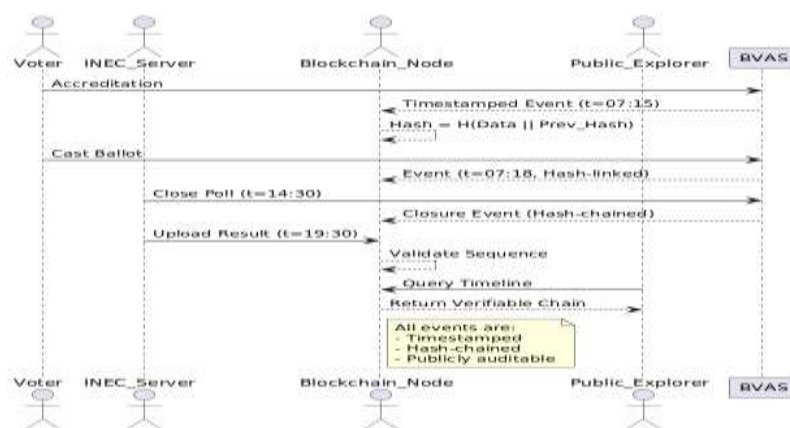 Voter INEC_Server Blockchain_Node Public_Explorer BVAS
Accreditation
Timestamped Event (t=07:15)
Hash = H(Data || Prev_Hash)
Cast Ballot
Event (t=07:18, Hash-linked)
Close Poll (t=14:30)
Closure Event (Hash-chained)
Upload Result (t=19:30)
Validate Sequence
Query Timeline
Return Verifiable Chain
All events are:
- Timestamped
- Hash-chained
- Publicly auditable
Voter INEC_Server Blockchain_Node Public_Explorer BVAS